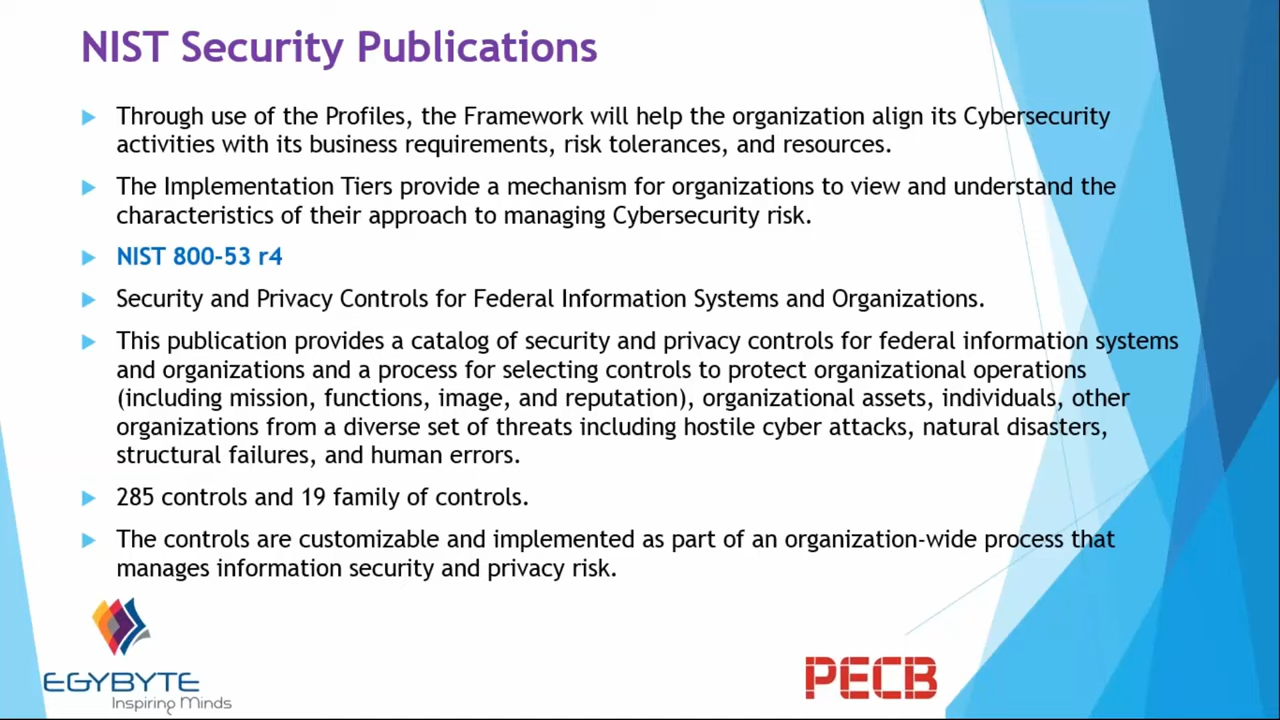 NIST Security Publications
Through use of the Profiles, the Framework will help the organization align its Cybersecurity
activities with its business requirements, risk tolerances, and resources.
The Implementation Tiers provide a mechanism for organizations to view and understand the
characteristics of their approach to managing Cybersecurity risk.
NIST 800-53 r4
Security and Privacy Controls for Federal Information Systems and Organizations.
This publication provides a catalog of security and privacy controls for federal information systems
and organizations and a process for selecting controls to protect organizational operations
(including mission, functions, image, and reputation), organizational assets, individuals, other
organizations from a diverse set of threats including hostile cyber attacks, natural disasters,
structural failures, and human errors.
285 controls and 19 family of controls.
The controls are customizable and implemented as part of an organization-wide process that
manages information security and privacy risk.
EGYBYTE
Inspiring Minds
PECB